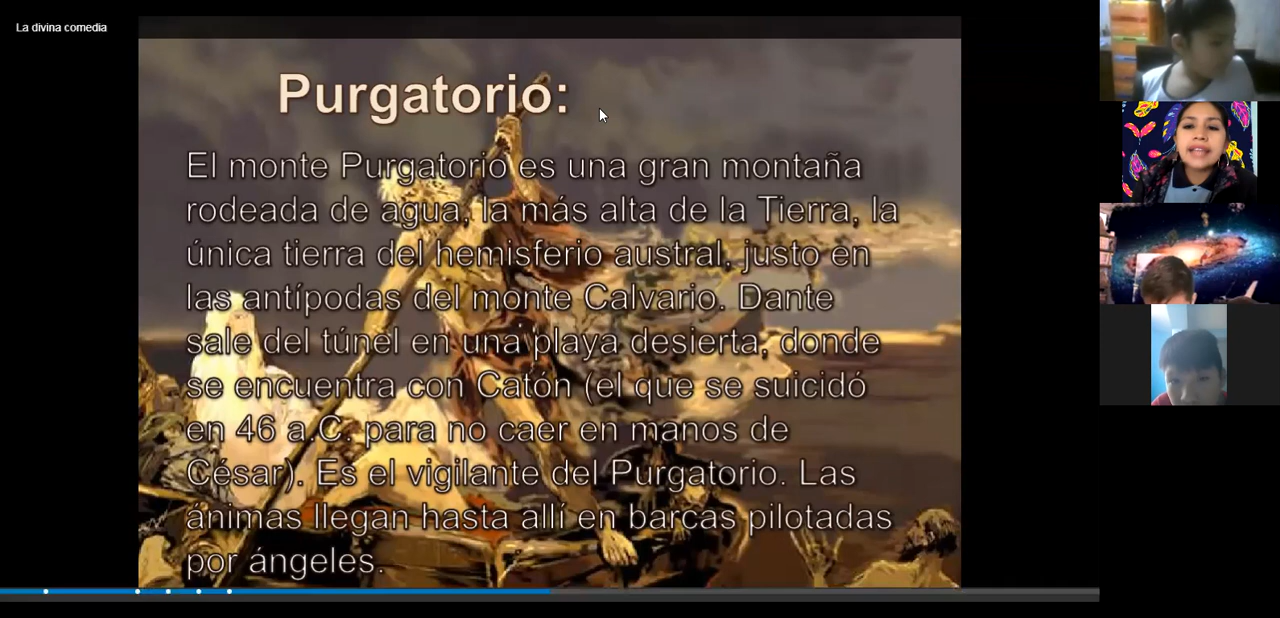 La divina comedia
Purgatorio:
El monte Purgatorio es una gran montaña
rodeada de agua, la más alta de la Tierra, la
única tierra del hemisferio austral, justo en
las antípodas del monte Calvario. Dante
sale del túnel en una playa desierta, donde
se encuentra con Catón (el que se suicidó
en 46 a.C. para no caer en manos de
César). Es el vigilante del Purgatorio. Las
ánimas llegan hasta allí en barcas pilotadas
por ángeles.